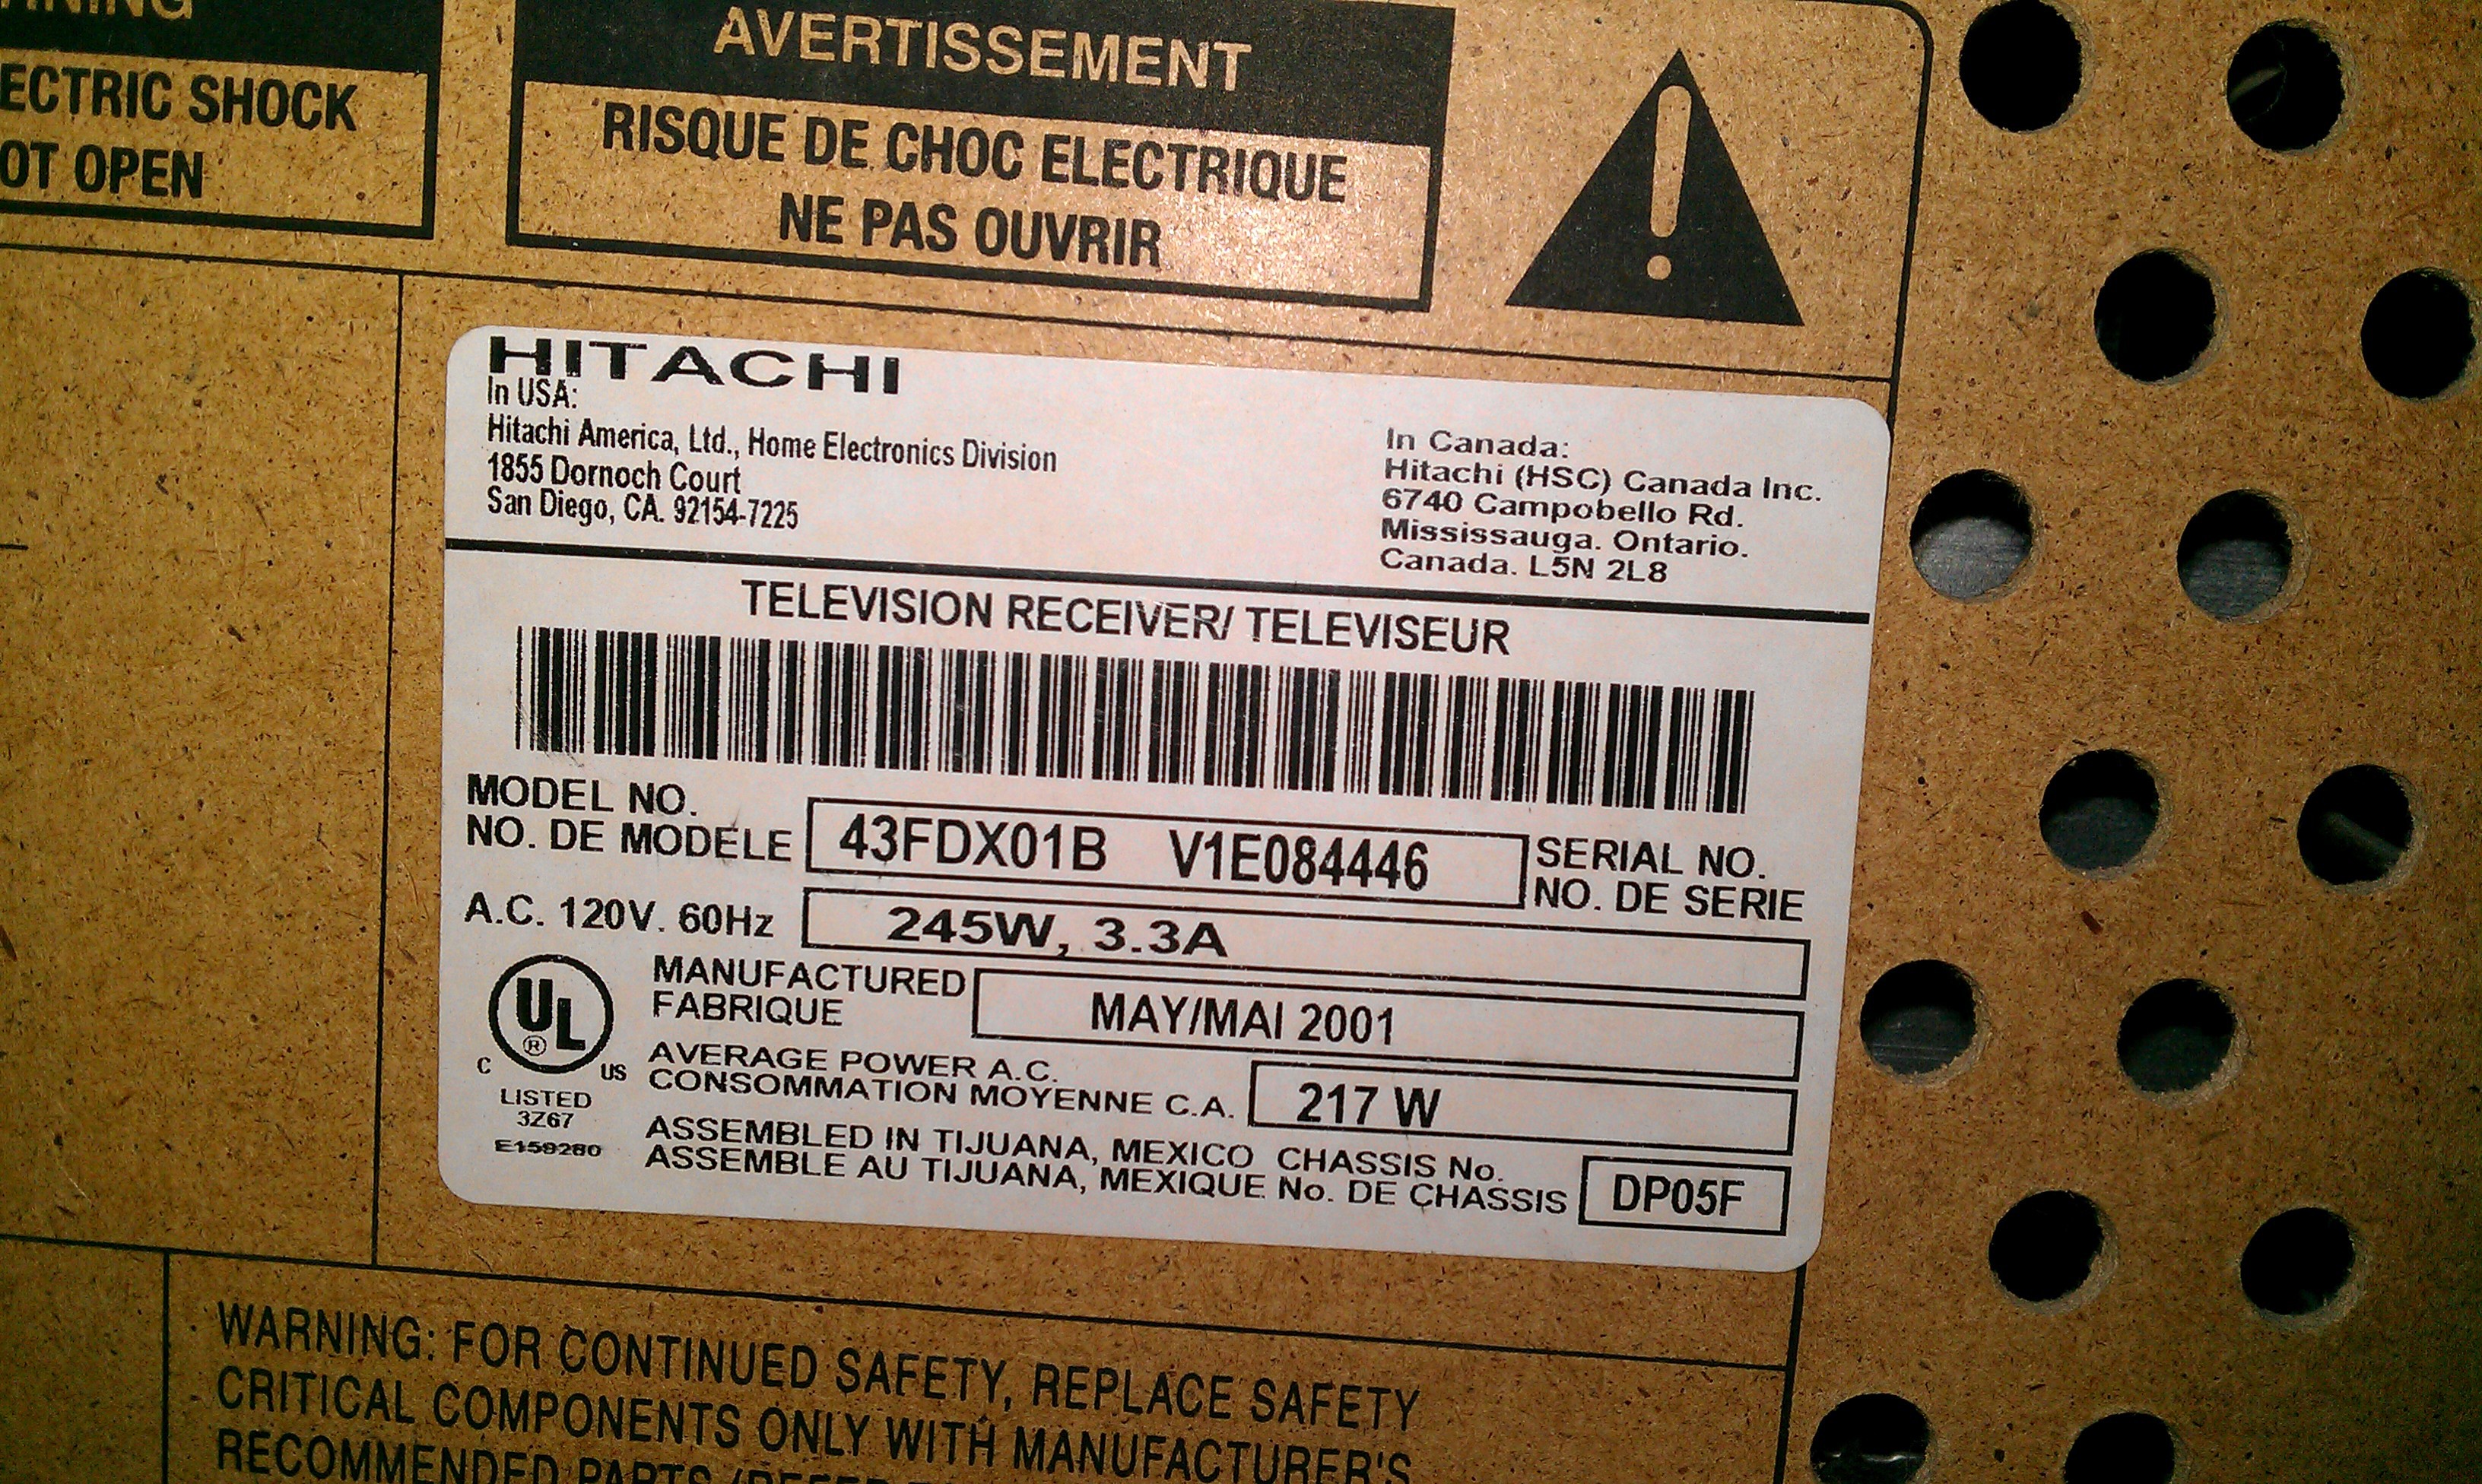 ECTRIC SHOCK
OT OPEN
AVERTISSEMENT
RISQUE DE CHOC ELECTRIQUE
NE PAS OUVRIR
HITACHI
In USA:
Hitachi America, Ltd., Home Electronics Division
1855 Dornoch Court
San Diego, CA. 92154-7225
In Canada:
Hitachi (HSC) Canada Inc.
6740 Campobello Rd.
Mississauga. Ontario.
Canada. L5N 2L8
TELEVISION RECEIVER/ TELEVISEUR
MODEL NO.
NO. DE MODELE
43FDX01B V1E084446
SERIAL NO.
NO. DE SERIE
A.C. 120V. 60Hz
245W, 3.3A
UL
®
C US
LISTED
3Z67
E159280
MANUFACTURED
FABRIQUE
MAY/MAI 2001
AVERAGE POWER A.C.
CONSOMMATION MOYENNE C.A.
217 W
ASSEMBLED IN TIJUANA, MEXICO CHASSIS No.
ASSEMBLE AU TIJUANA, MEXIQUE No. DE CHASSIS
DP05F
WARNING: FOR CONTINUED SAFETY, REPLACE SAFETY
CRITICAL COMPONENTS ONLY WITH MANUFACTURER'S
RECOMMENDED PARTS